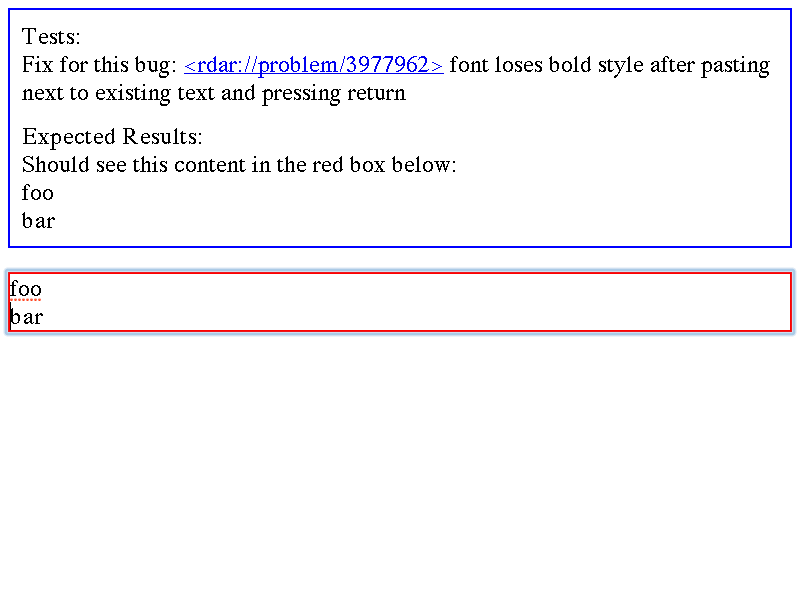 Tests:
Fix for this bug: <rdar://problem/3977962> font loses bold style after pasting
next to existing text and pressing return
Expected Results:
Should see this content in the red box below:
foo
bar
foo
bar